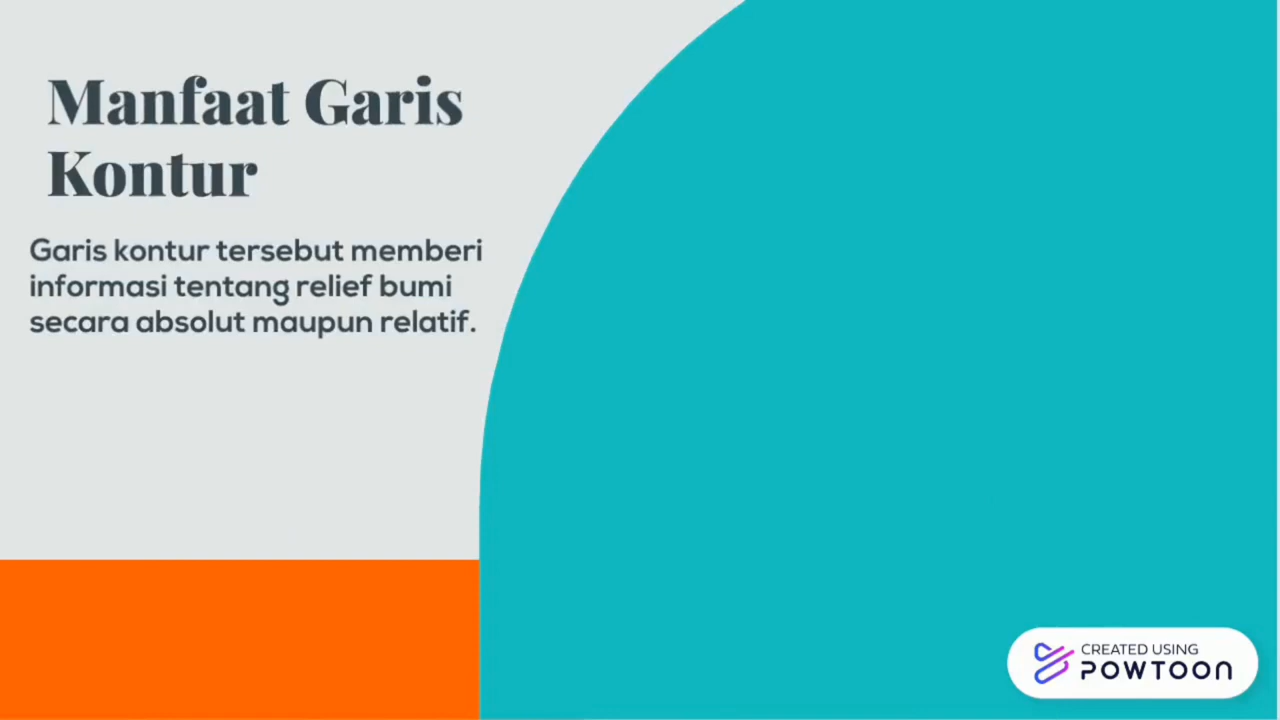 Manfaat Garis
Kontur
Garis kontur tersebut memberi
informasi tentang relief bumi
secara absolut maupun relatif.
CREATED USING
POWTOON